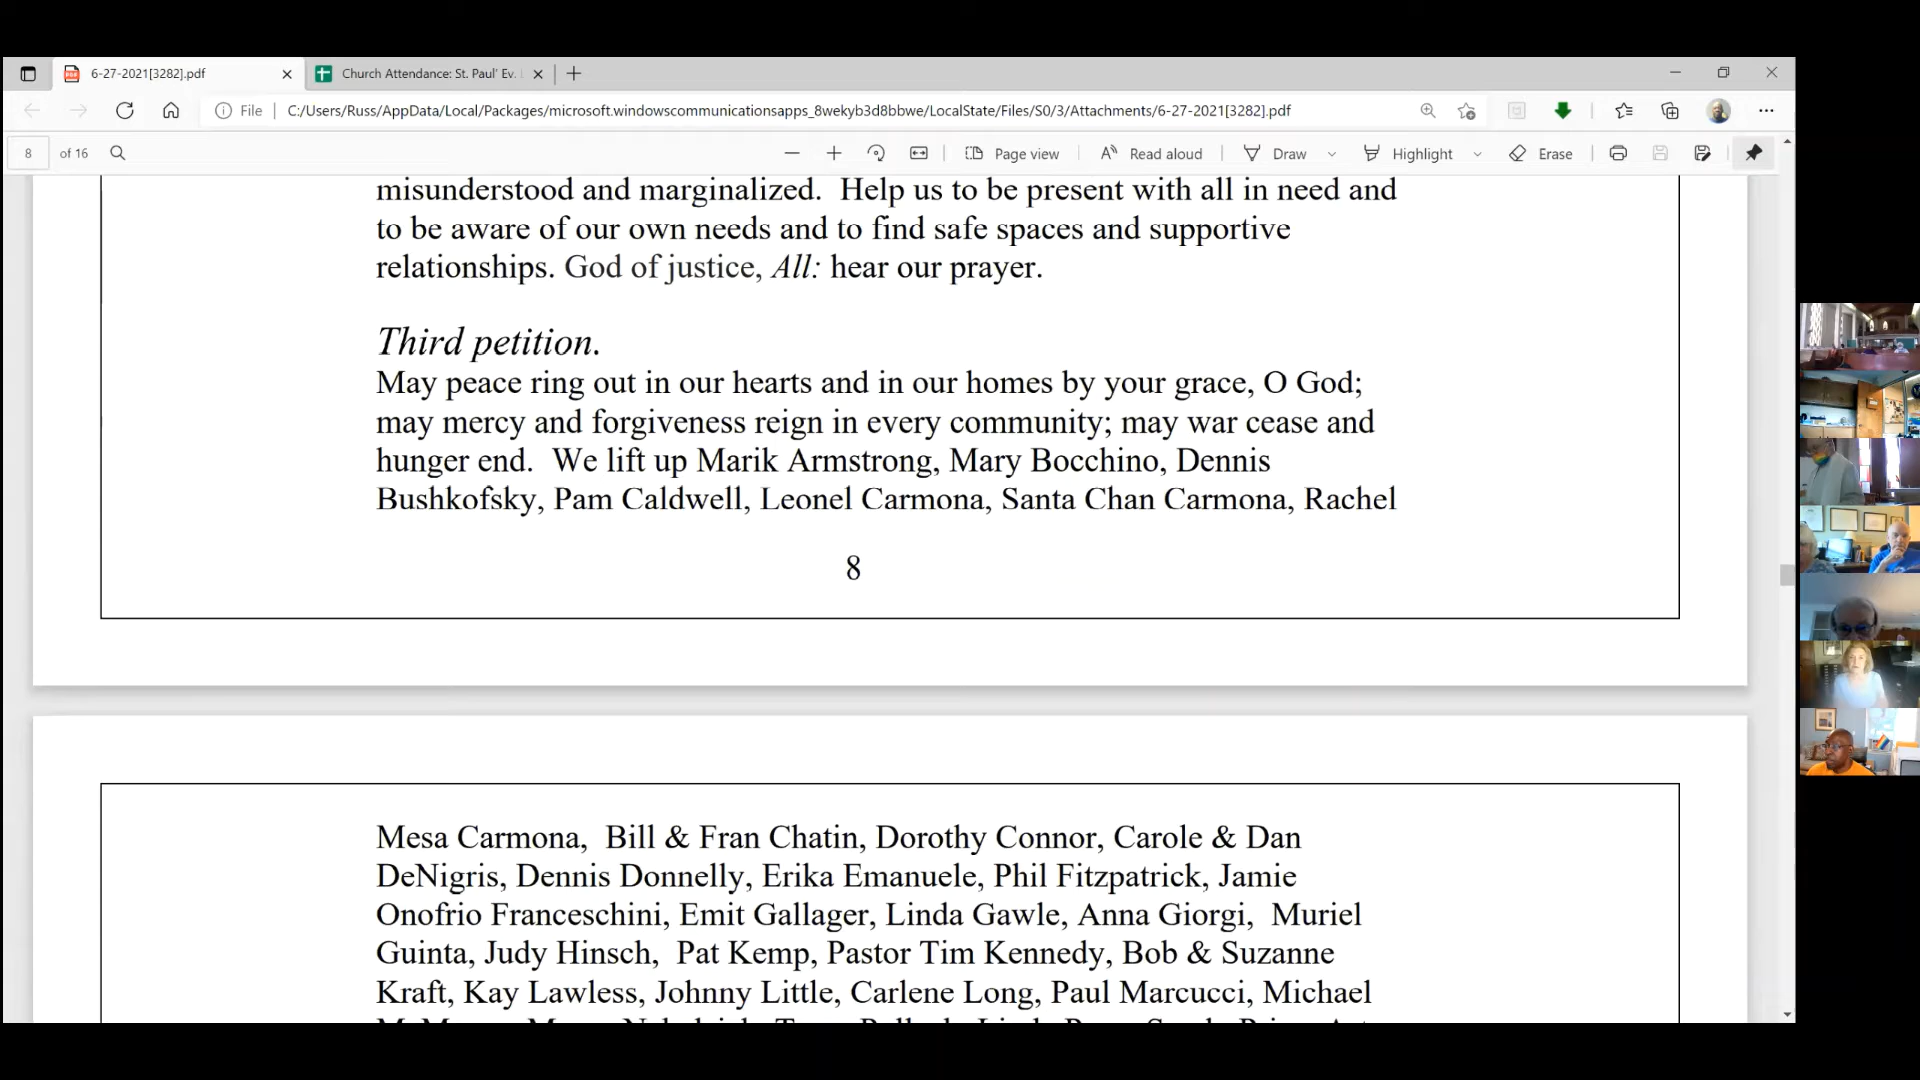 6-27-2021[3282].pdf
Church Attendance: St. Paul' Ev.
File
C:/Users/Russ/AppData/Local/Packages/microsoft.windowscommunicationsapps_8wekyb3d8bbwe/LocalState/Files/S0/3/Attachments/6-27-2021[3282].pdf
8 of 16
Page view
Read aloud
Draw
Highlight
Erase
misunderstood and marginalized.  Help us to be present with all in need and
to be aware of our own needs and to find safe spaces and supportive
relationships. God of justice, All: hear our prayer.
Third petition.
May peace ring out in our hearts and in our homes by your grace, O God;
may mercy and forgiveness reign in every community; may war cease and
hunger end.  We lift up Marik Armstrong, Mary Bocchino, Dennis
Bushkofsky, Pam Caldwell, Leonel Carmona, Santa Chan Carmona, Rachel
8
Mesa Carmona,  Bill & Fran Chatin, Dorothy Connor, Carole & Dan
DeNigris, Dennis Donnelly, Erika Emanuele, Phil Fitzpatrick, Jamie
Onofrio Franceschini, Emit Gallager, Linda Gawle, Anna Giorgi,  Muriel
Guinta, Judy Hinsch,  Pat Kemp, Pastor Tim Kennedy, Bob & Suzanne
Kraft, Kay Lawless, Johnny Little, Carlene Long, Paul Marcucci, Michael